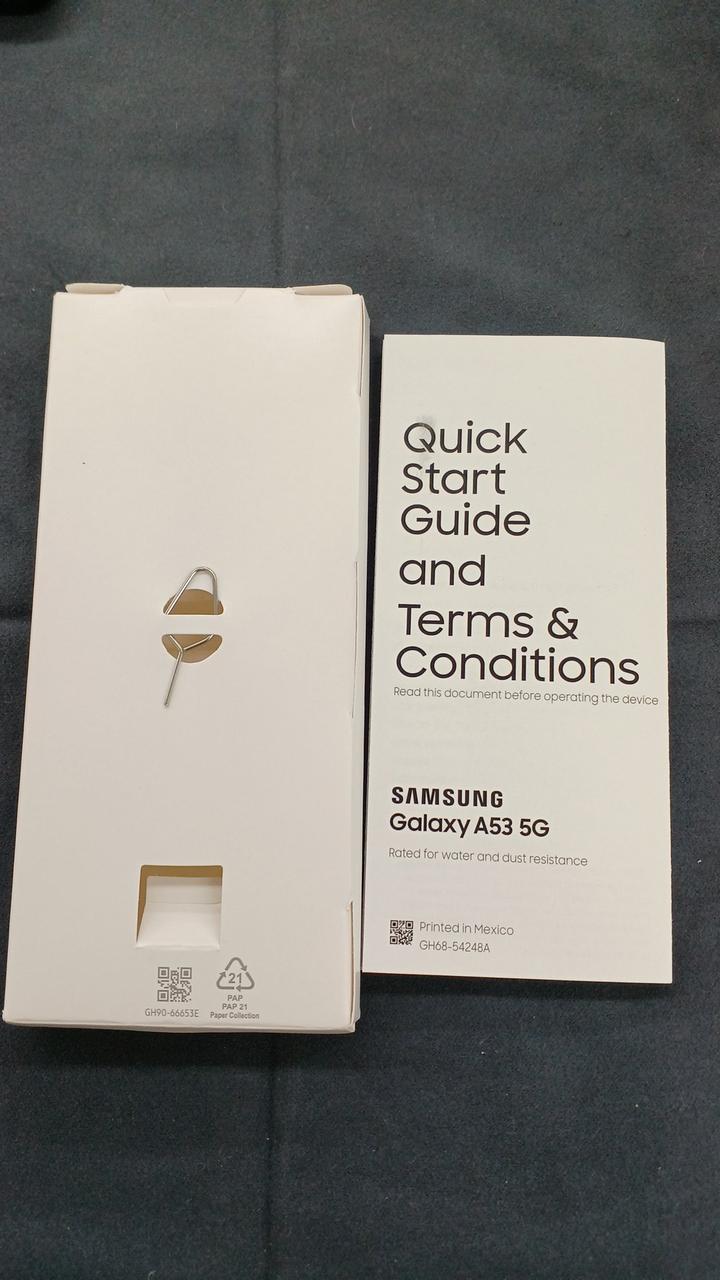 Quick
Start
Guide
and
Terms &
Conditions
Read this document before operating the device
SAMSUNG
Galaxy A53 5G
Rated for water and dust resistance
Printed in Mexico
GH68-54248A
21
PAP
PAP 21
Paper Collection
GH90-66653E